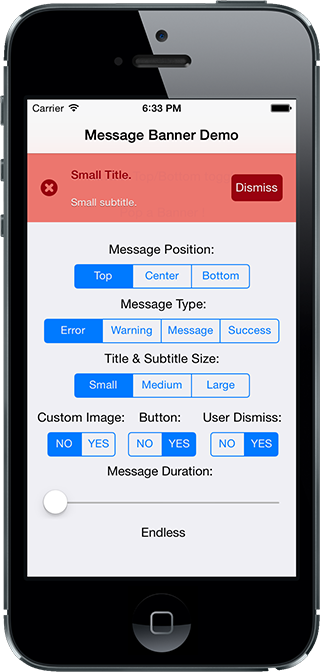 Carrier 6:33 PM
Message Banner Demo
Small Title.
Dismiss
Small subtitle.
Message Position:
Top Center Bottom
Message Type:
Error Warning Message Success
Title & Subtitle Size:
Small Medium Large
Custom Image: Button: User Dismiss:
NO YES NO YES NO YES
Message Duration:
Endless